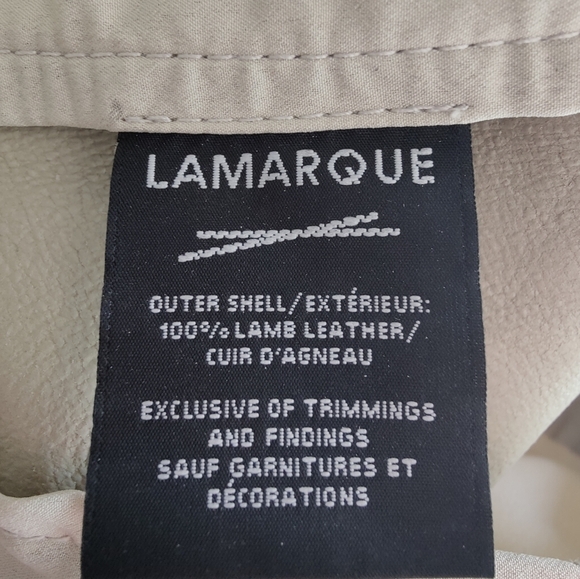 LAMARQUE
OUTER SHELL/EXTÉRIEUR:
100% LAMB LEATHER/
CUIR D'AGNEAU
EXCLUSIVE OF TRIMMINGS
AND FINDINGS
SAUF GARNITURES ET
DÉCORATIONS